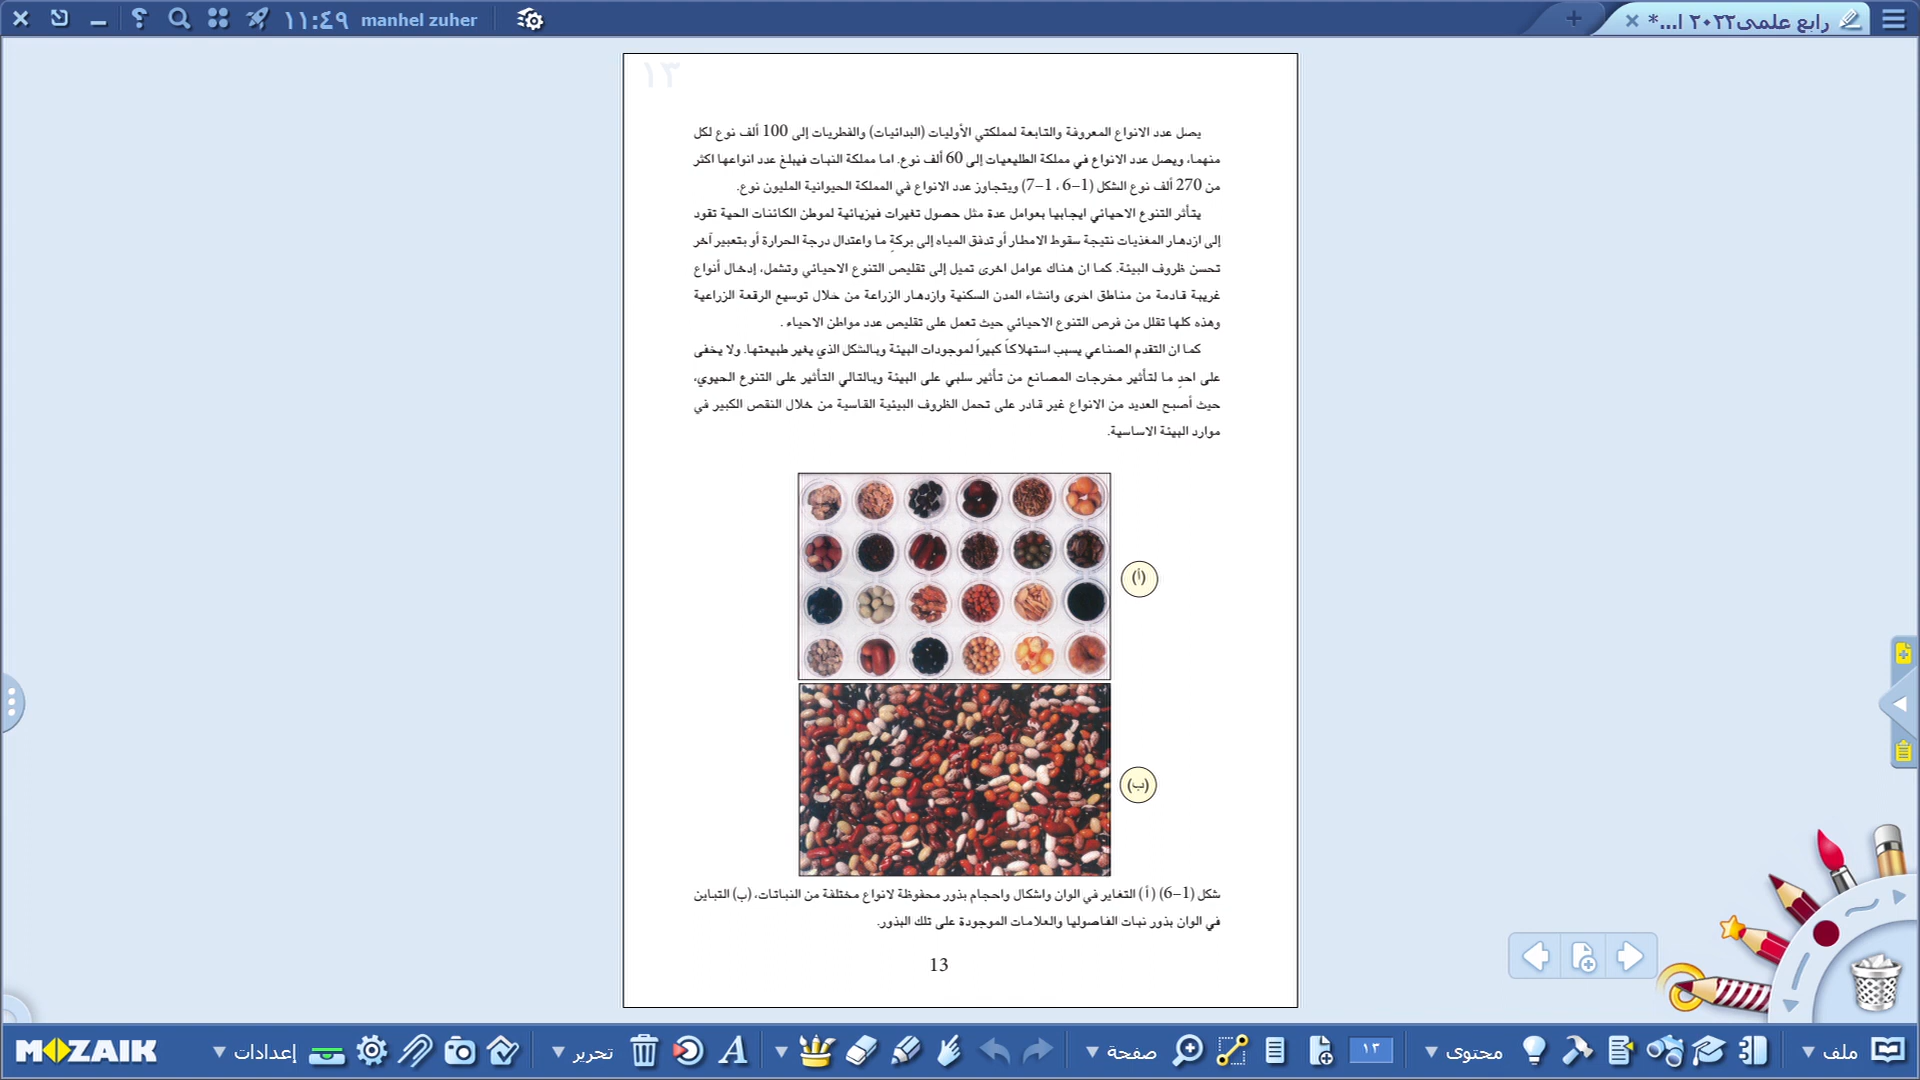 رابع علمى٢٠٢٢ ا...*
manhel zuher
١١:٤٩
١٣
يصل عدد الانواع المعروفة والتابعة لمملكتي الأوليات (البدائيات) والفطريات إلى 100 ألف نوع لكل
منهما، ويصل عدد الانواع في مملكة الطليعيات إلى 60 ألف نوع. اما مملكة النبات فيبلغ عدد انواعها اكثر
من 270 ألف نوع الشكل (1–6 ، 1–7) ويتجاوز عدد الانواع في المملكة الحيوانية المليون نوع.
يتأثر التنوع الاحيائي ايجابيها بعوامل عدة مثل حصول تغيرات فيزيائية لموطن الكائنات الحية تقود
إلى ازدهار المغذيات نتيجة سقوط الامطار أو تدفق المياه إلى بركةٍ ما واعتدال درجة الحرارة أو بتعبير آخر
تحسن ظروف البيئة. كما ان هناك عوامل اخرى تميل إلى تقليص التنوع الاحيائي وتشمل، إدخال أنواع
غريبة قادمة من مناطق اخرى وانشاء المدن السكنية وازدهار الزراعة من خلال توسيع الرقعة الزراعية
وهذه كلها تقلل من فرص التنوع الاحيائي حيث تعمل على تقليص عدد مواطن الاحياء .
كما ان التقدم الصناعي يسبب استهلاكاً كبيراً لموجودات البيئة وبالشكل الذي يغير طبيعتها. ولا يخفى
على احدٍ ما لتأثير مخرجات المصانع من تأثير سلبي على البيئة وبالتالي التأثير على التنوع الحيوي،
حيث أصبح العديد من الانواع غير قادر على تحمل الظروف البيئية القاسية من خلال النقص الكبير في
موارد البيئة الاساسية.
(أ)
(ب)
شكل (1–6) ( أ ) التغاير في الوان واشكال واحجام بذور محفوظة لانواع مختلفة من النباتات، (ب) التباين
في الوان بذور نبات الفاصوليا والعلامات الموجودة على تلك البذور.
13
ملف
محتوى
١٣
صفحة
تحرير
إعدادات
MOZAIK